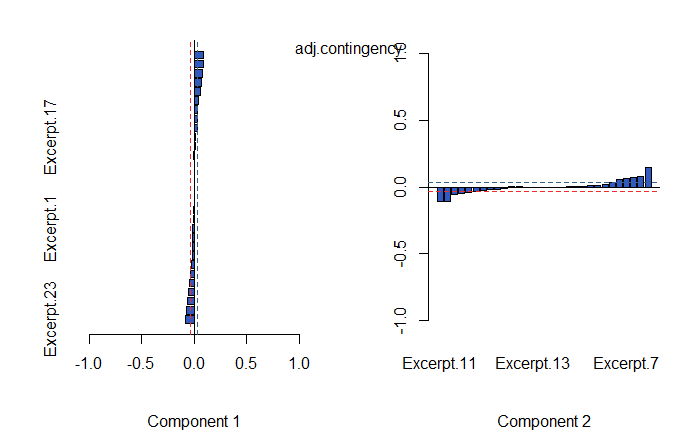 adj.contingency
Excerpt.17
Excerpt.1
Excerpt.23
-1.0 -0.5 0.0 0.5 1.0
Component 1
1.0
0.5
0.0
-0.5
-1.0
Excerpt.11 Excerpt.13 Excerpt.7
Component 2